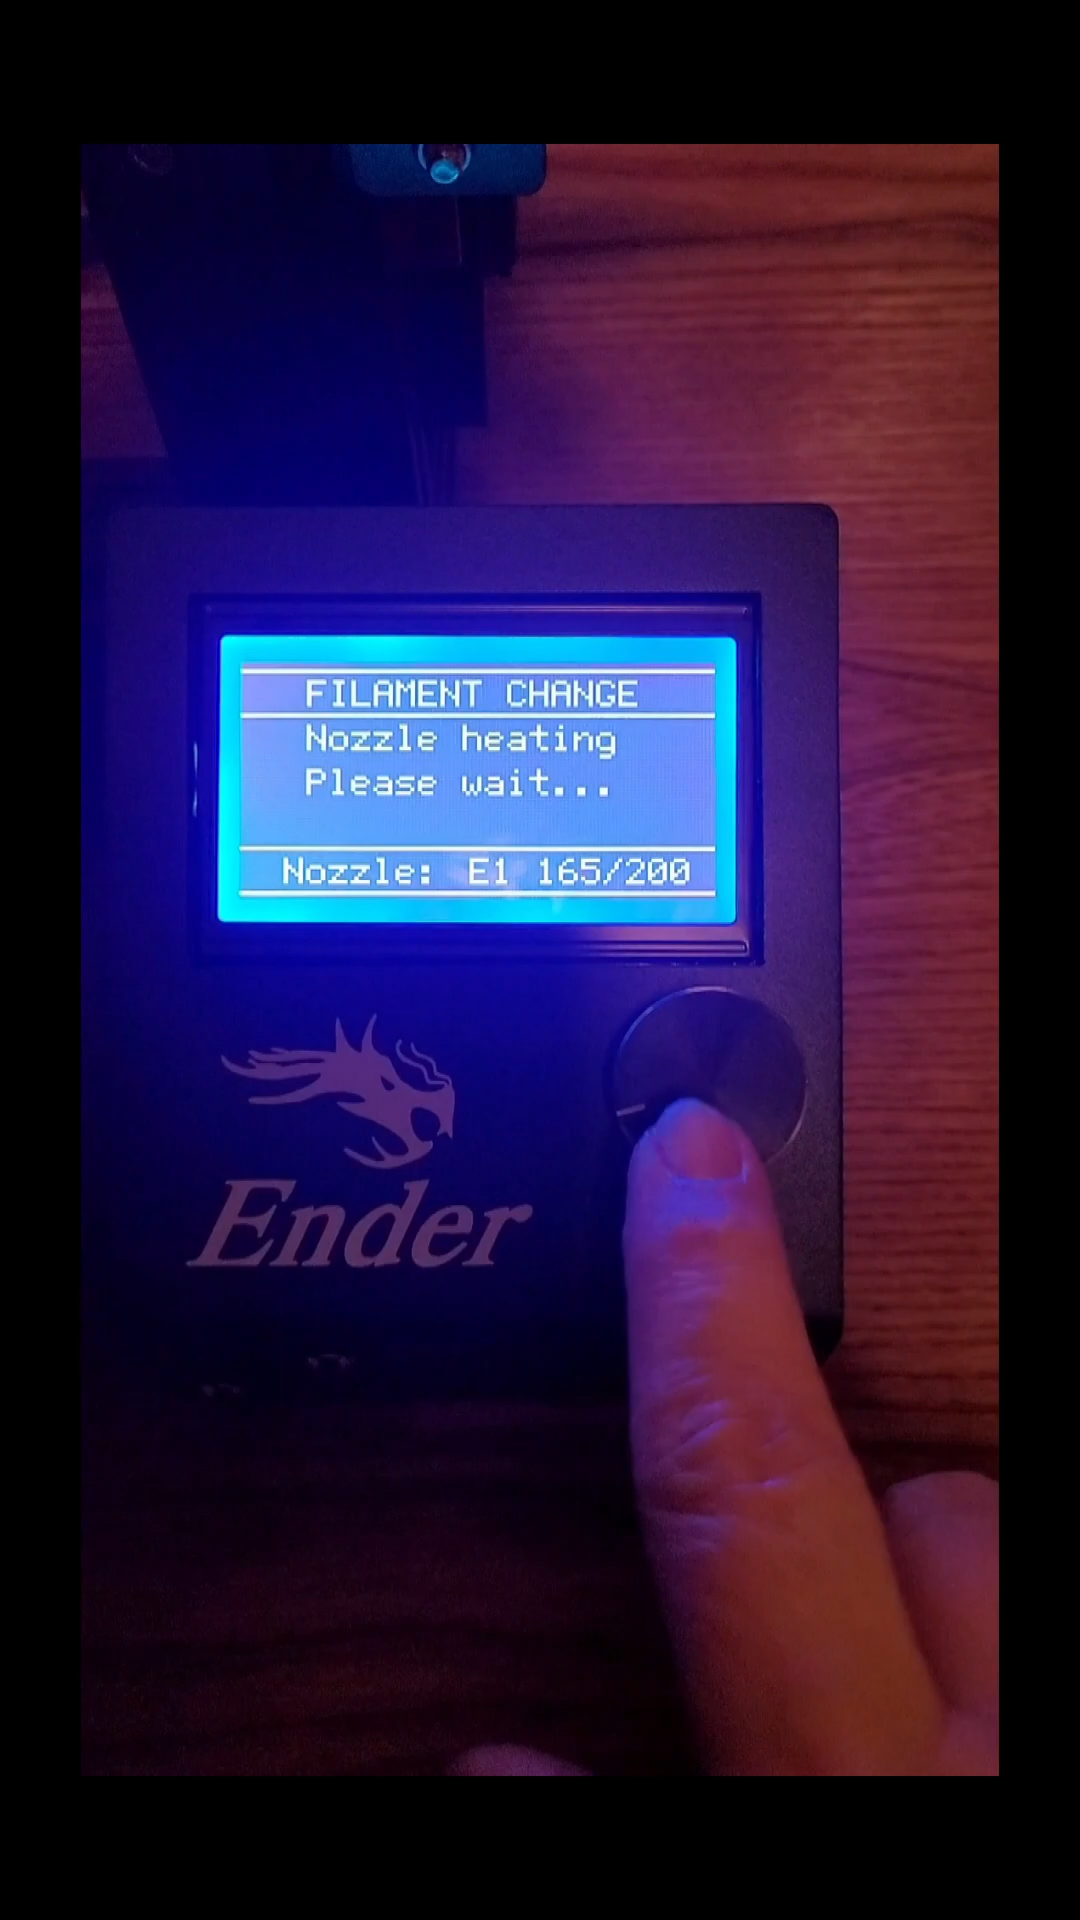 FILAMENT CHANGE
Nozzle heating
Please wait...
Nozzle: E1 165/200
Ender